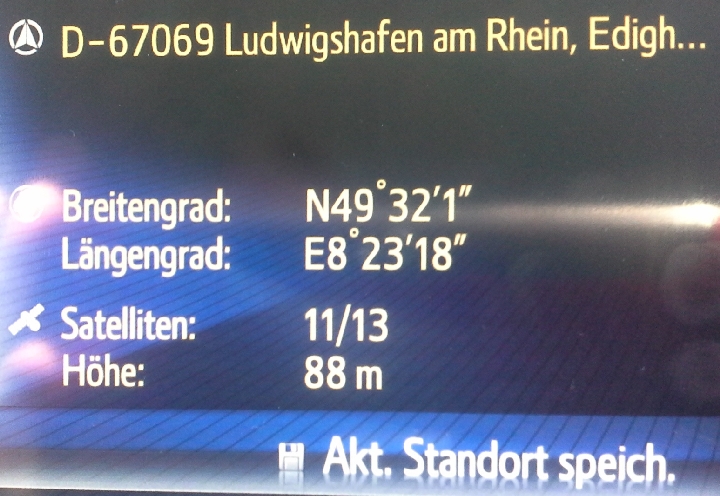 D-67069 Ludwigshafen am Rhein, Edigh...
Breitengrad: N49°32'1"
Längengrad: E8°23'18"
Satelliten: 11/13
Höhe: 88 m
Akt. Standort speich.